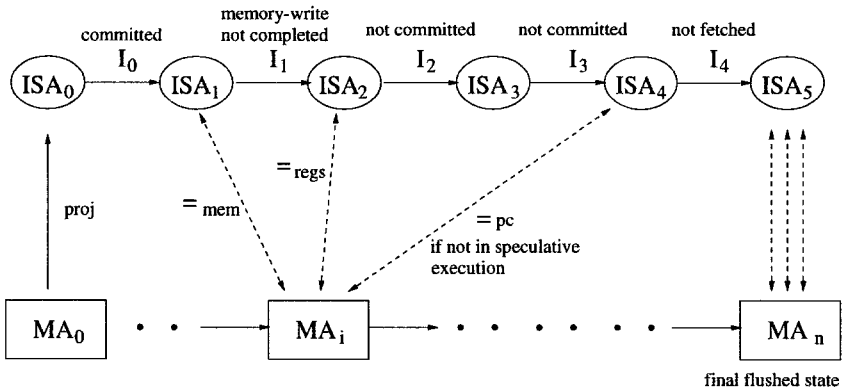 memory-write
committed not completed not committed not committed not fetched
I0 I1 I2 I3 I4
ISA0 ISA1 ISA2 ISA3 ISA4 ISA5
= regs
proj = mem = pc
if not in speculative
execution
MA0 MAi MAn
final flushed state